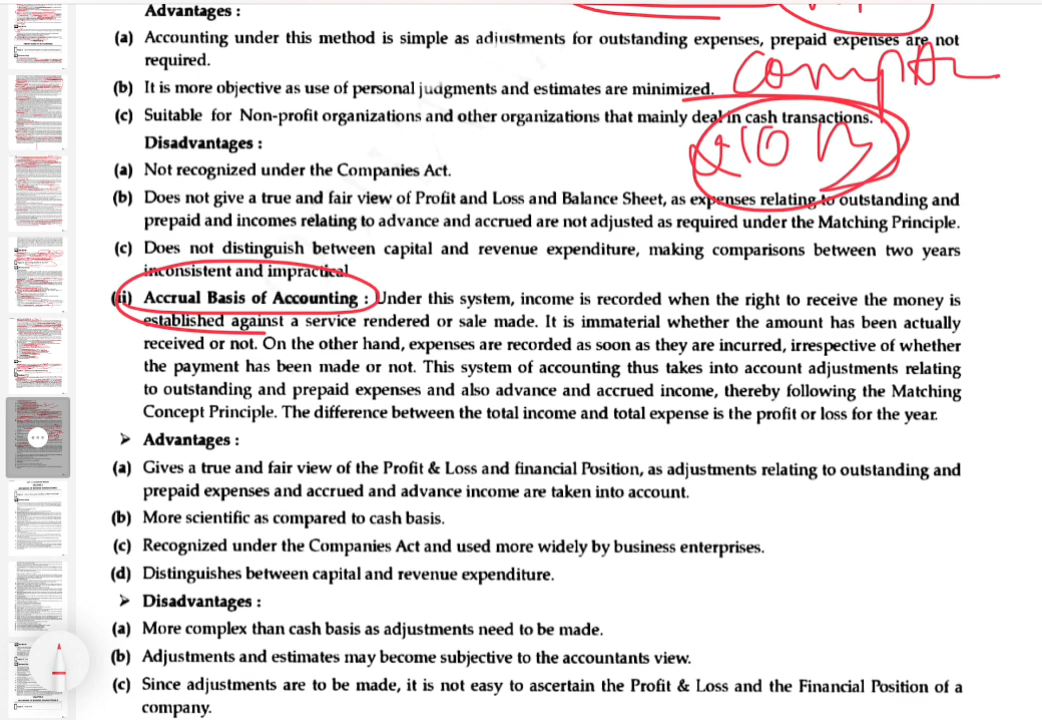 Advantages :
(a) Accounting under this method is simple as adjustments for outstanding expenses, prepaid expenses are not
required.
(b) It is more objective as use of personal judgments and estimates are minimized.
(c) Suitable for Non-profit organizations and other organizations that mainly deal in cash transactions.
Disadvantages :
(a) Not recognized under the Companies Act.
(b) Does not give a true and fair view of Profit and Loss and Balance Sheet, as expenses relating to outstanding and
prepaid and incomes relating to advance and accrued are not adjusted as required under the Matching Principle.
(c) Does not distinguish between capital and revenue expenditure, making comparisons between two years
inconsistent and impractical
(ii) Accrual Basis of Accounting : Under this system, income is recorded when the right to receive the money is
established against a service rendered or sale made. It is immaterial whether the amount has been actually
received or not. On the other hand, expenses are recorded as soon as they are incurred, irrespective of whether
the payment has been made or not. This system of accounting thus takes into account adjustments relating
to outstanding and prepaid expenses and also advance and accrued income, thereby following the Matching
Concept Principle. The difference between the total income and total expense is the profit or loss for the year.
➤ Advantages :
(a) Gives a true and fair view of the Profit & Loss and financial Position, as adjustments relating to outstanding and
prepaid expenses and accrued and advance income are taken into account.
(b) More scientific as compared to cash basis.
(c) Recognized under the Companies Act and used more widely by business enterprises.
(d) Distinguishes between capital and revenue expenditure.
➤ Disadvantages :
(a) More complex than cash basis as adjustments need to be made.
(b) Adjustments and estimates may become subjective to the accountants view.
(c) Since adjustments are to be made, it is not easy to ascertain the Profit & Loss and the Financial Position of a
company.